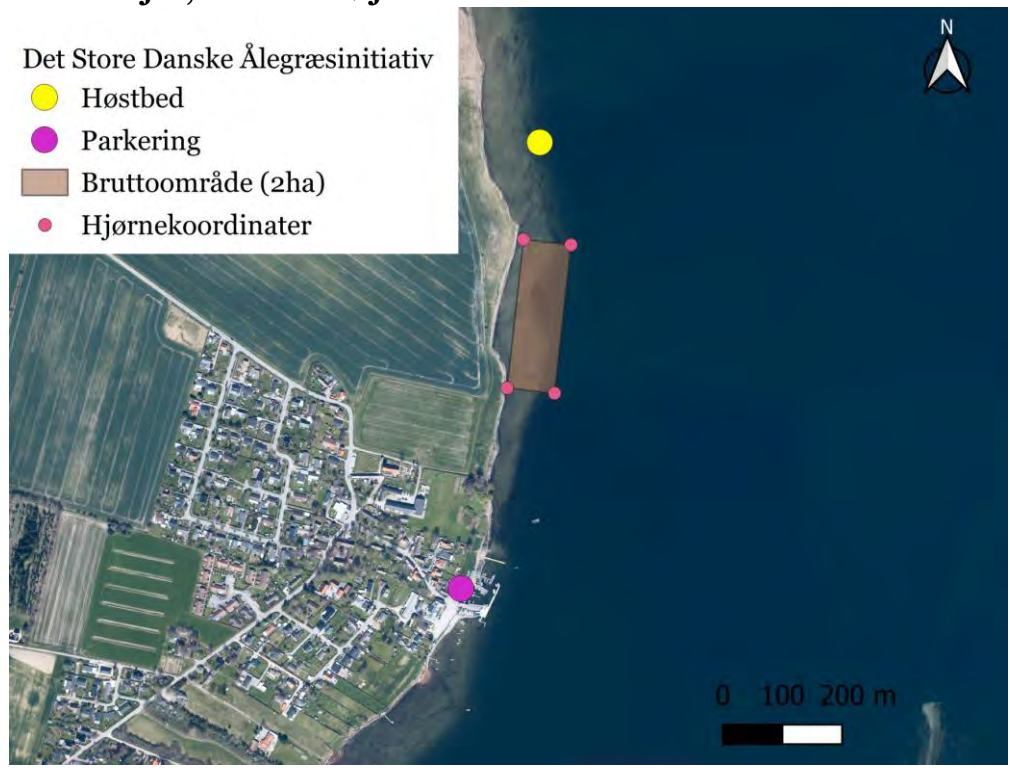 Det Store Danske Ålegræsinitiativ
Høstbed
Parkering
Bruttoområde (2ha)
Hjørnekoordinater
N
0 100 200 m